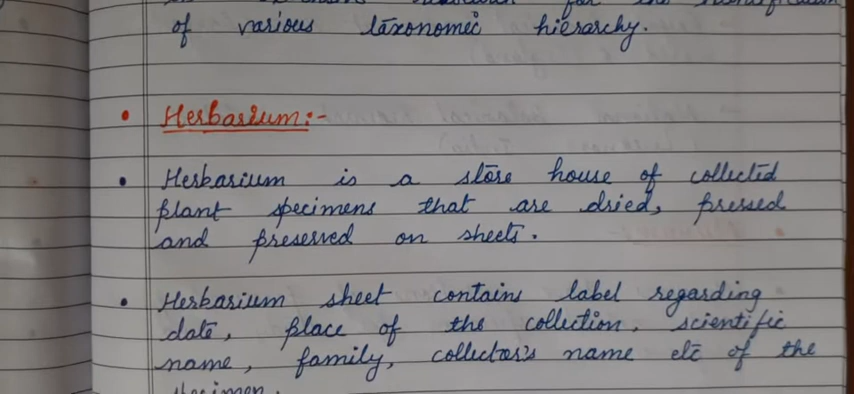 of various taxonomic hierarchy.
• Herbarium:-
• Herbarium is a store house of collected
plant specimens that are dried, pressed
and preserved on sheets.
• Herbarium sheet contains label regarding
date, place of the collection, scientific
name, family, collector's name etc of the
specimen.